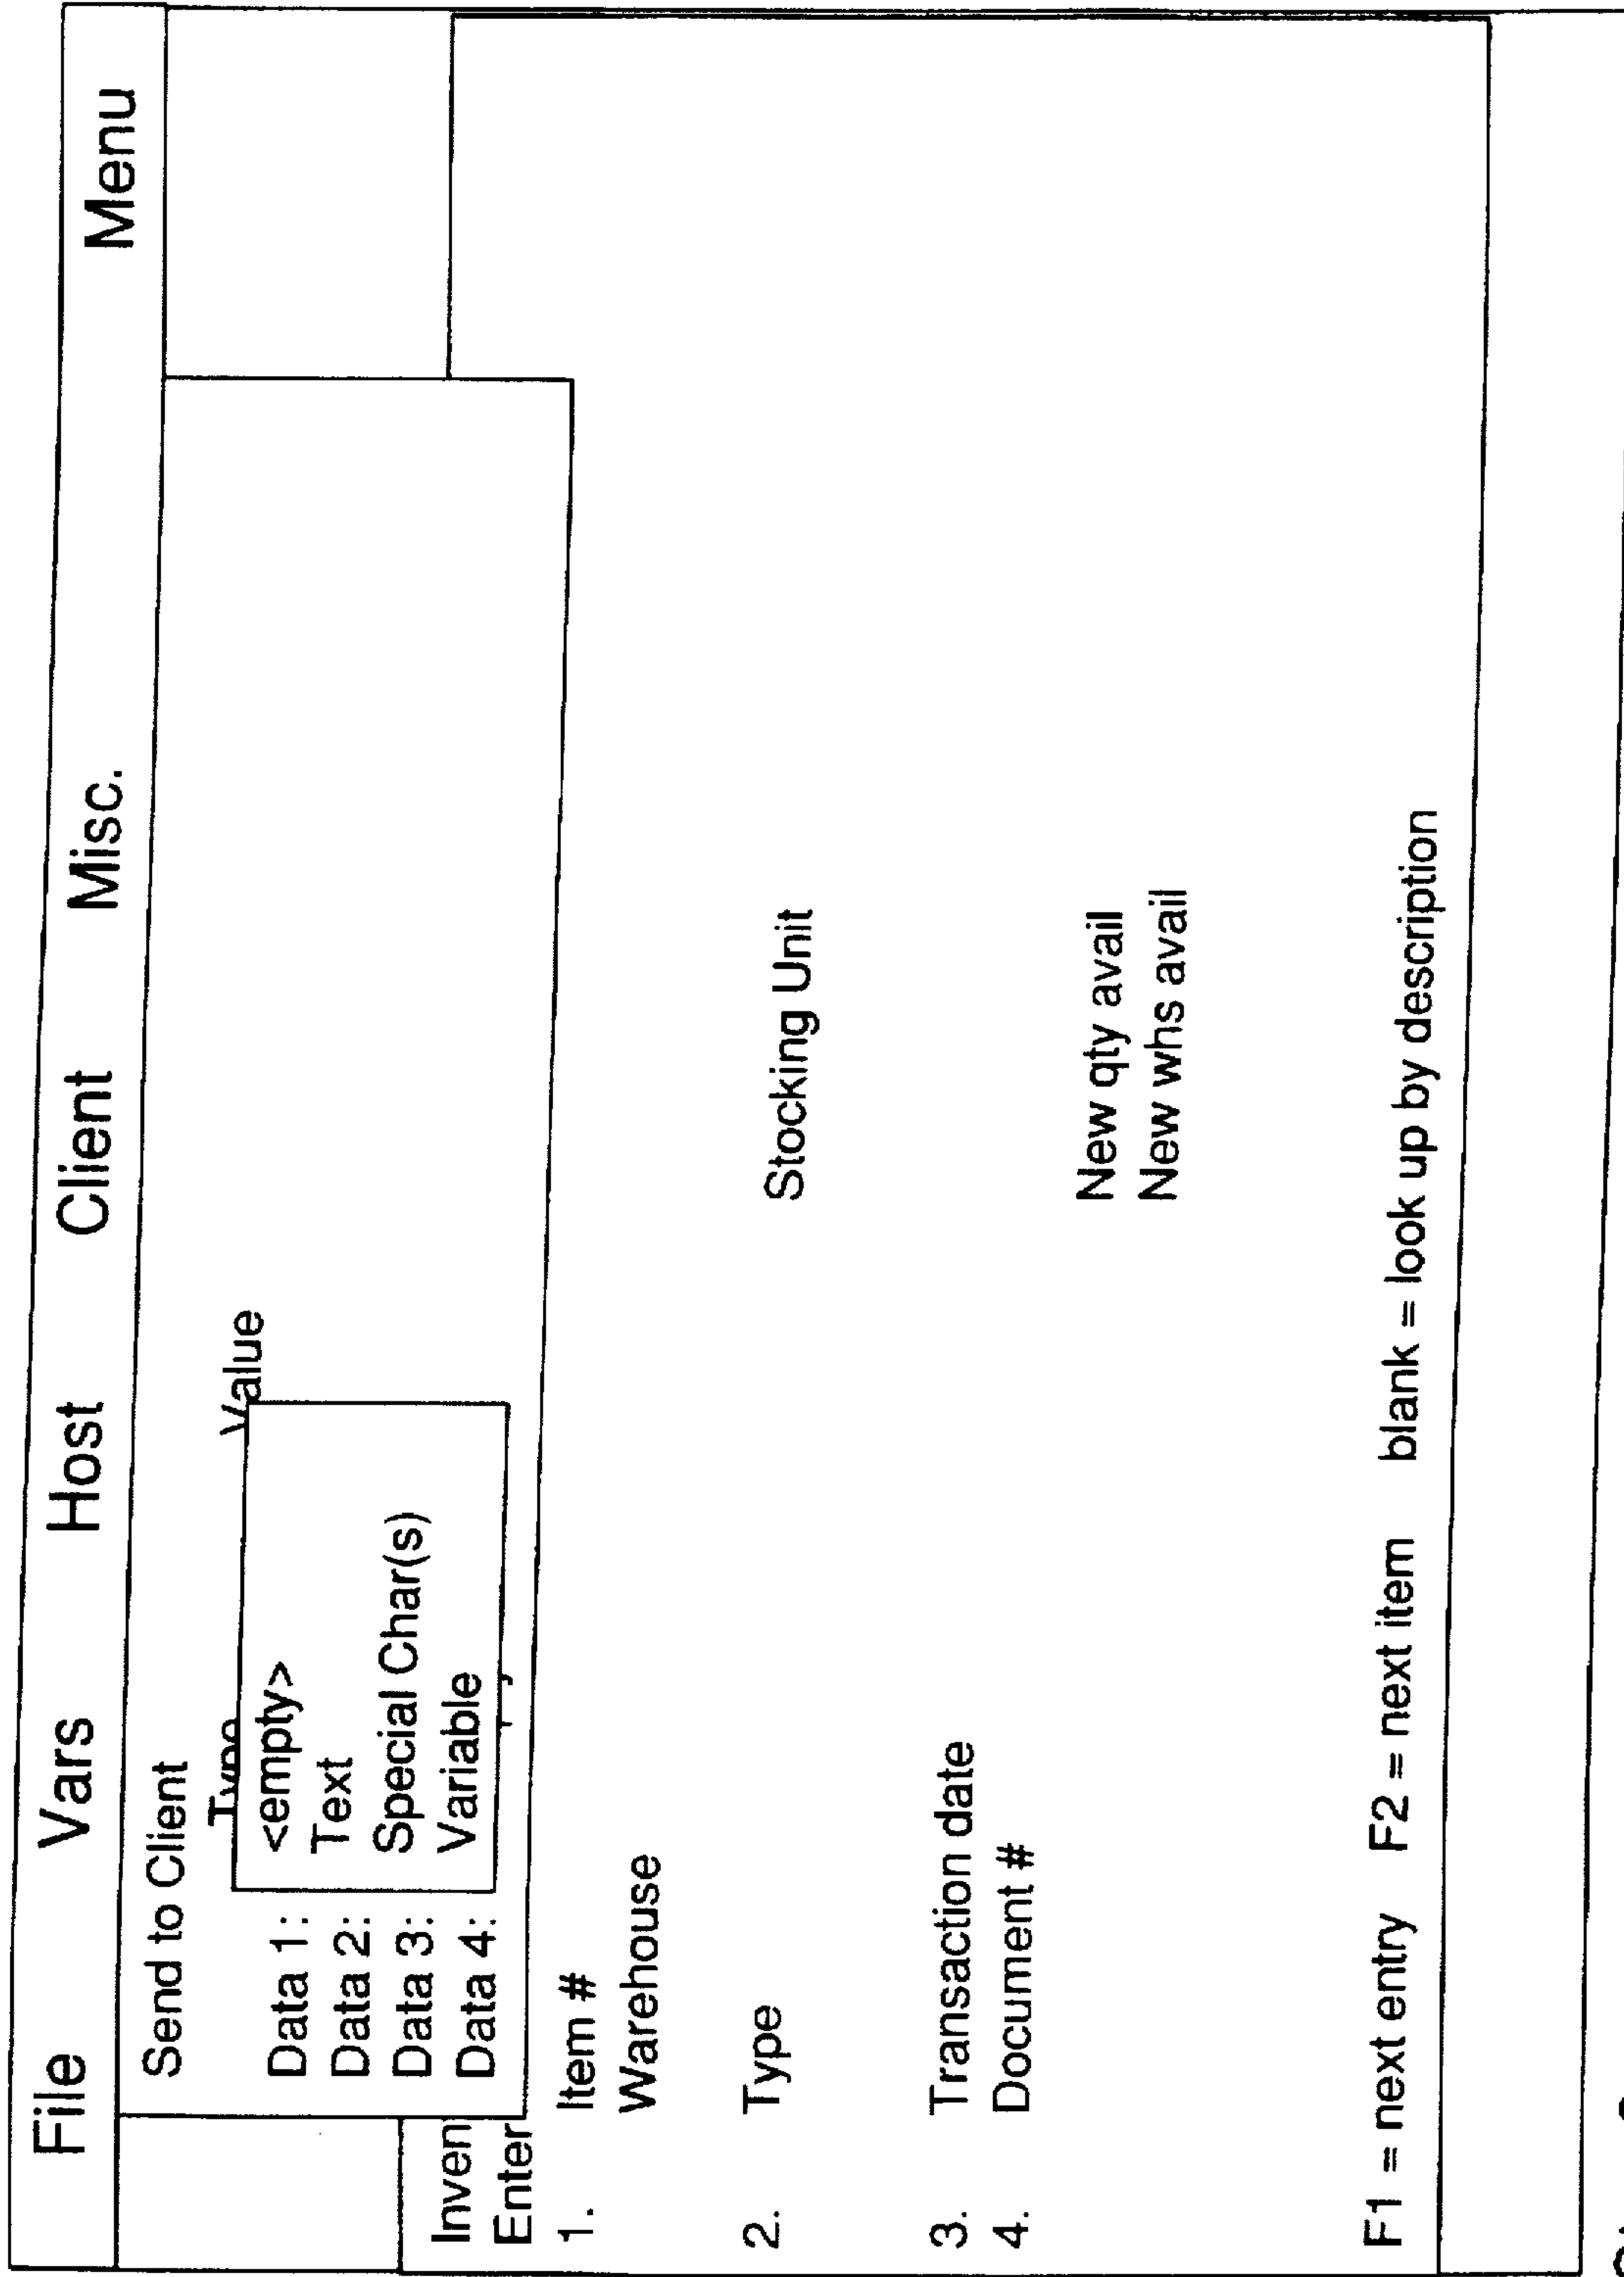 File Vars Host Client Misc. Menu
Send to Client
Type Value
Data 1: <empty>
Data 2: Text
Data 3: Special Char(s)
Data 4: Variable
Inven
Enter
1. Item #
Warehouse
2. Type Stocking Unit
3. Transaction date
4. Document #
New qty avail
New whs avail
F1 = next entry F2 = next item blank = look up by description